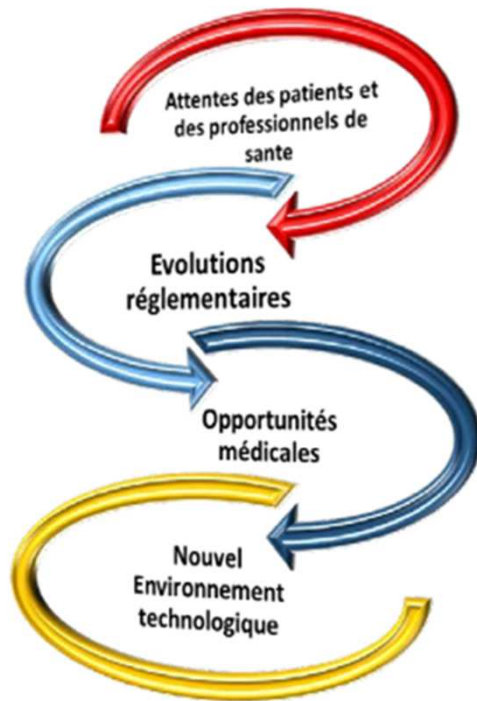 Attentes des patients et
des professionnels de
sante
Evolutions
réglementaires
Opportunités
médicales
Nouvel
Environnement
technologique